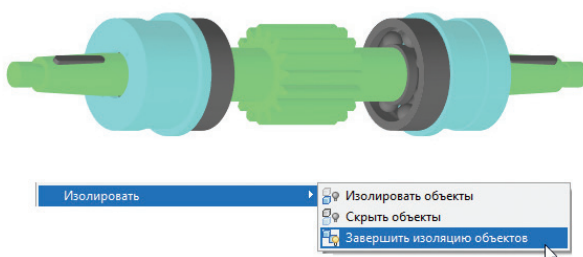 Изолировать
Изолировать объекты
Скрыть объекты
Завершить изоляцию объектов